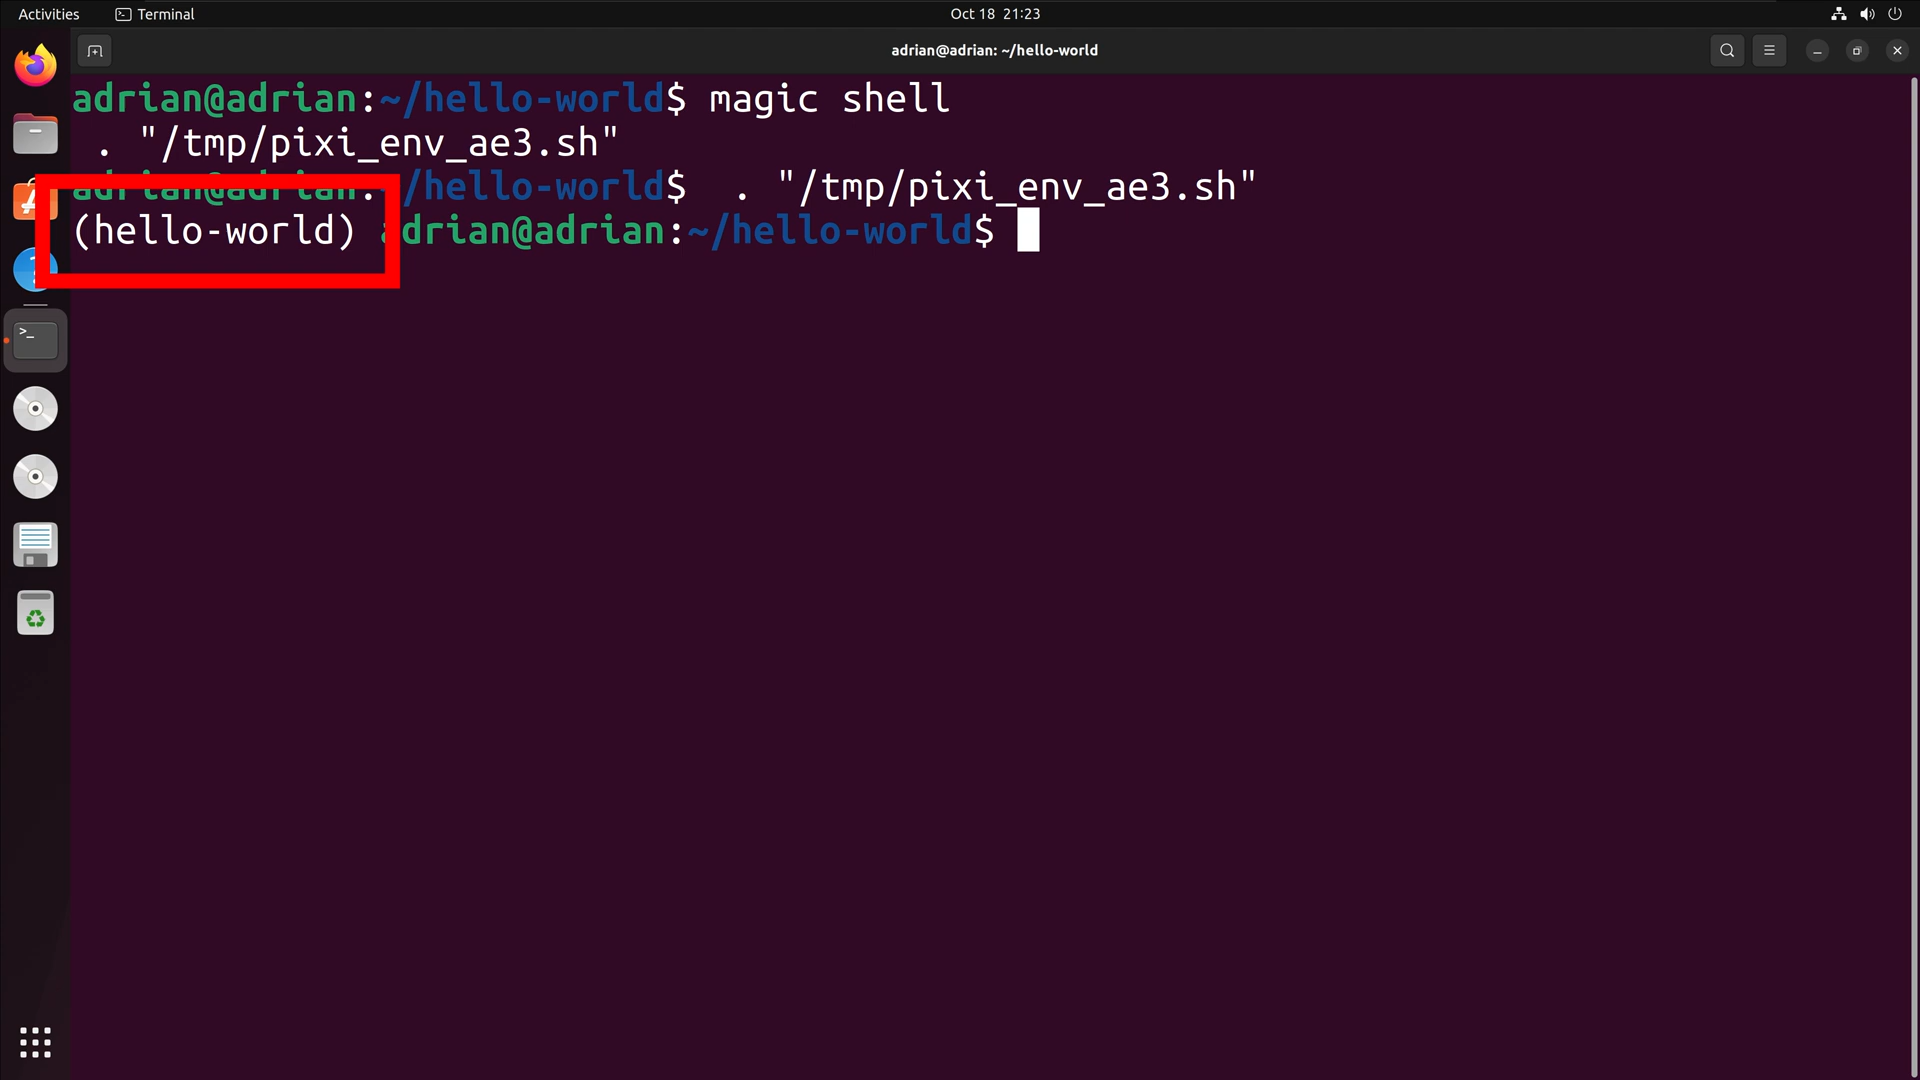 Activities Terminal Oct 18 21:23
adrian@adrian: ~/hello-world
adrian@adrian:~/hello-world$ magic shell
. "/tmp/pixi_env_ae3.sh"
adrian@adrian:~/hello-world$ . "/tmp/pixi_env_ae3.sh"
(hello-world) adrian@adrian:~/hello-world$